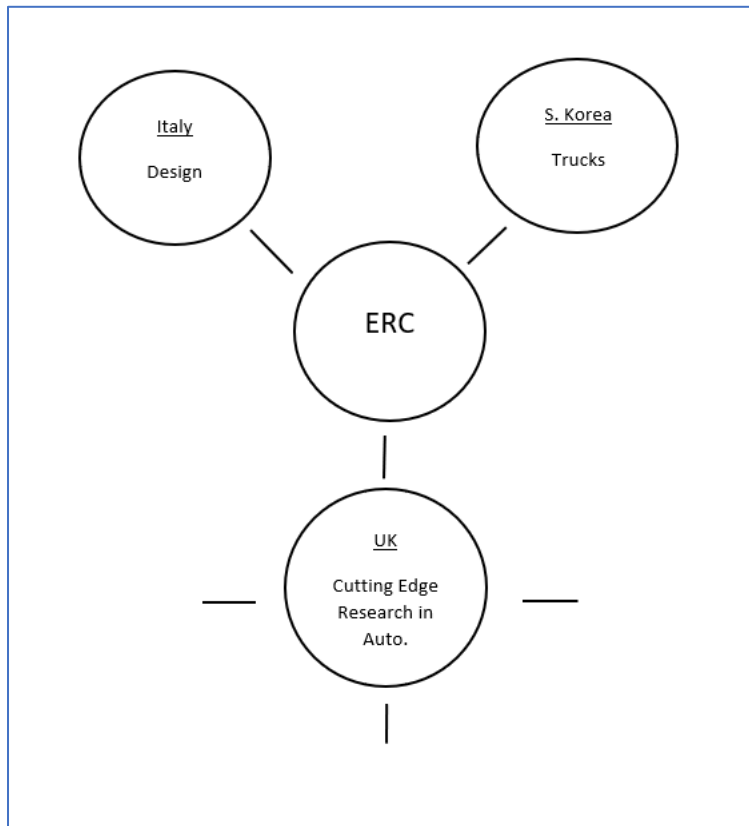 Italy
Design
S. Korea
Trucks
ERC
UK
Cutting Edge
Research in
Auto.